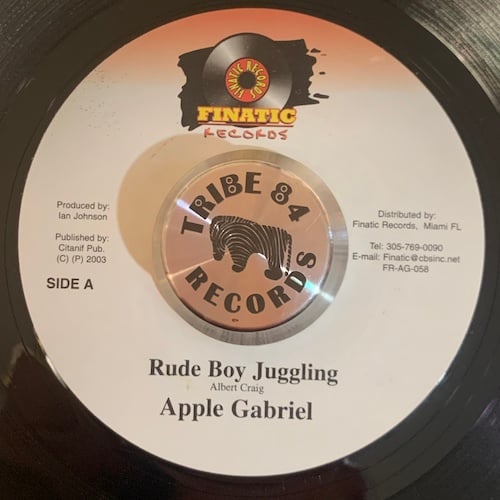 FINATIC RECORDS
FINATIC RECORDS
FINATIC
RECORDS
Produced by:
Ian Johnson
Published by:
Citanif Pub.
(C) (P) 2003
SIDE A
TRIBE 84
RECORDS
Distributed by:
Finatic Records, Miami FL
Tel: 305-769-0090
E-mail: Finatic@cbsinc.net
FR-AG-058
Rude Boy Juggling
Albert Craig
Apple Gabriel